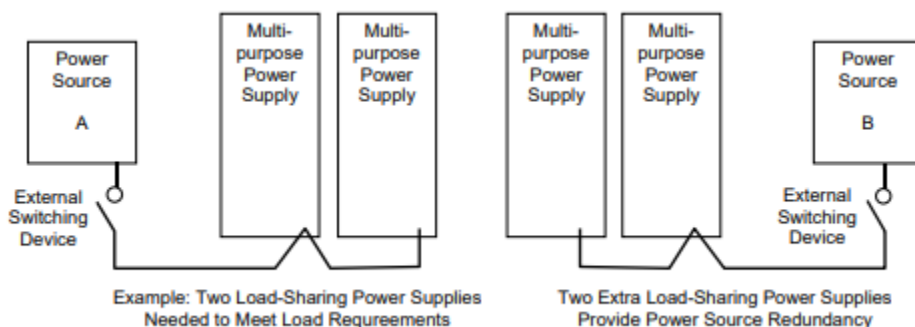 Power
Source
A
External
Switching
Device
Multi-
purpose
Power
Supply
Multi-
purpose
Power
Supply
Example: Two Load-Sharing Power Supplies
Needed to Meet Load Requreements
Multi-
purpose
Power
Supply
Multi-
purpose
Power
Supply
Power
Source
B
External
Switching
Device
Two Extra Load-Sharing Power Supplies
Provide Power Source Redundancy